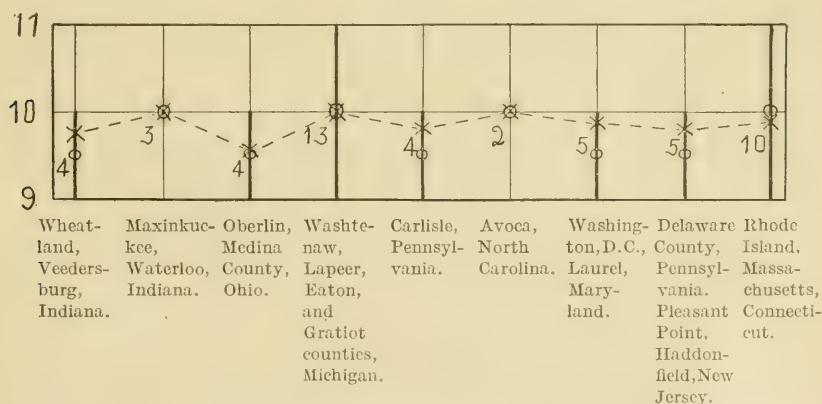 11
10
9
4
3
4
13
4
2
5
5
10
Wheat-
land,
Veeders-
burg,
Indiana.
Maxinkuc-
kee,
Waterloo,
Indiana.
Oberlin,
Medina
County,
Ohio.
Washte-
naw,
Lapeer,
Eaton,
and
Gratiot
counties,
Michigan.
Carlisle,
Pennsyl-
vania.
Avoca,
North
Carolina.
Washing-
ton,D.C.,
Laurel,
Mary-
land.
Delaware
County,
Pennsyl-
vania.
Pleasant
Point,
Haddon-
field,New
Jersey.
Rhode
Island,
Massa-
chusetts,
Connecti-
cut.